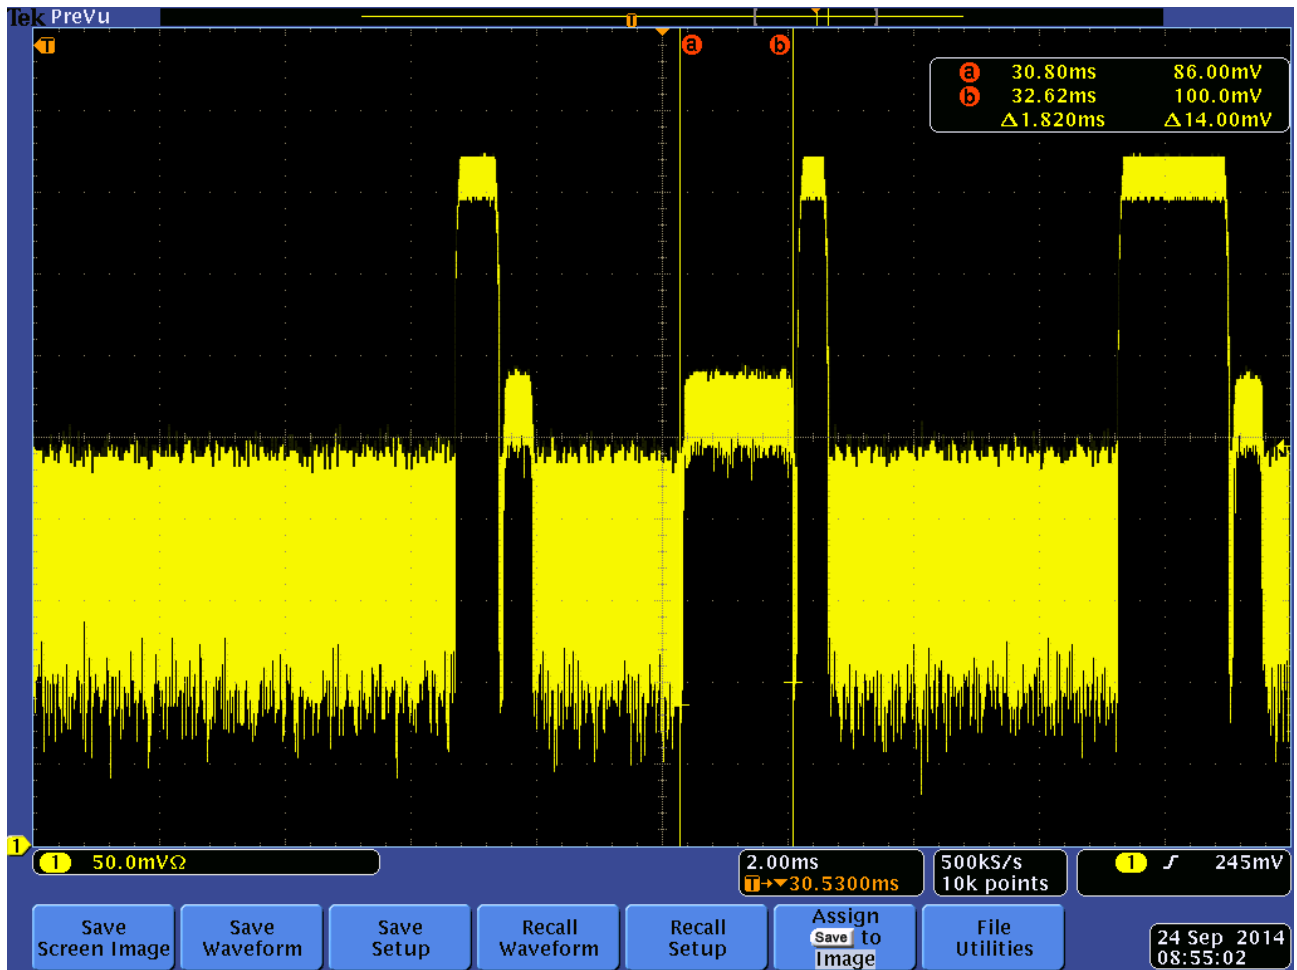 Tek PreVu
T
T
a b
a 30.80ms 86.00mV
b 32.62ms 100.0mV
Δ1.820ms Δ14.00mV
1
1 50.0mVΩ
2.00ms
T→▼30.5300ms
500kS/s
10k points
1 ʃ 245mV
Save
Screen Image
Save
Waveform
Save
Setup
Recall
Waveform
Recall
Setup
Assign
Save to
Image
File
Utilities
24 Sep 2014
08:55:02